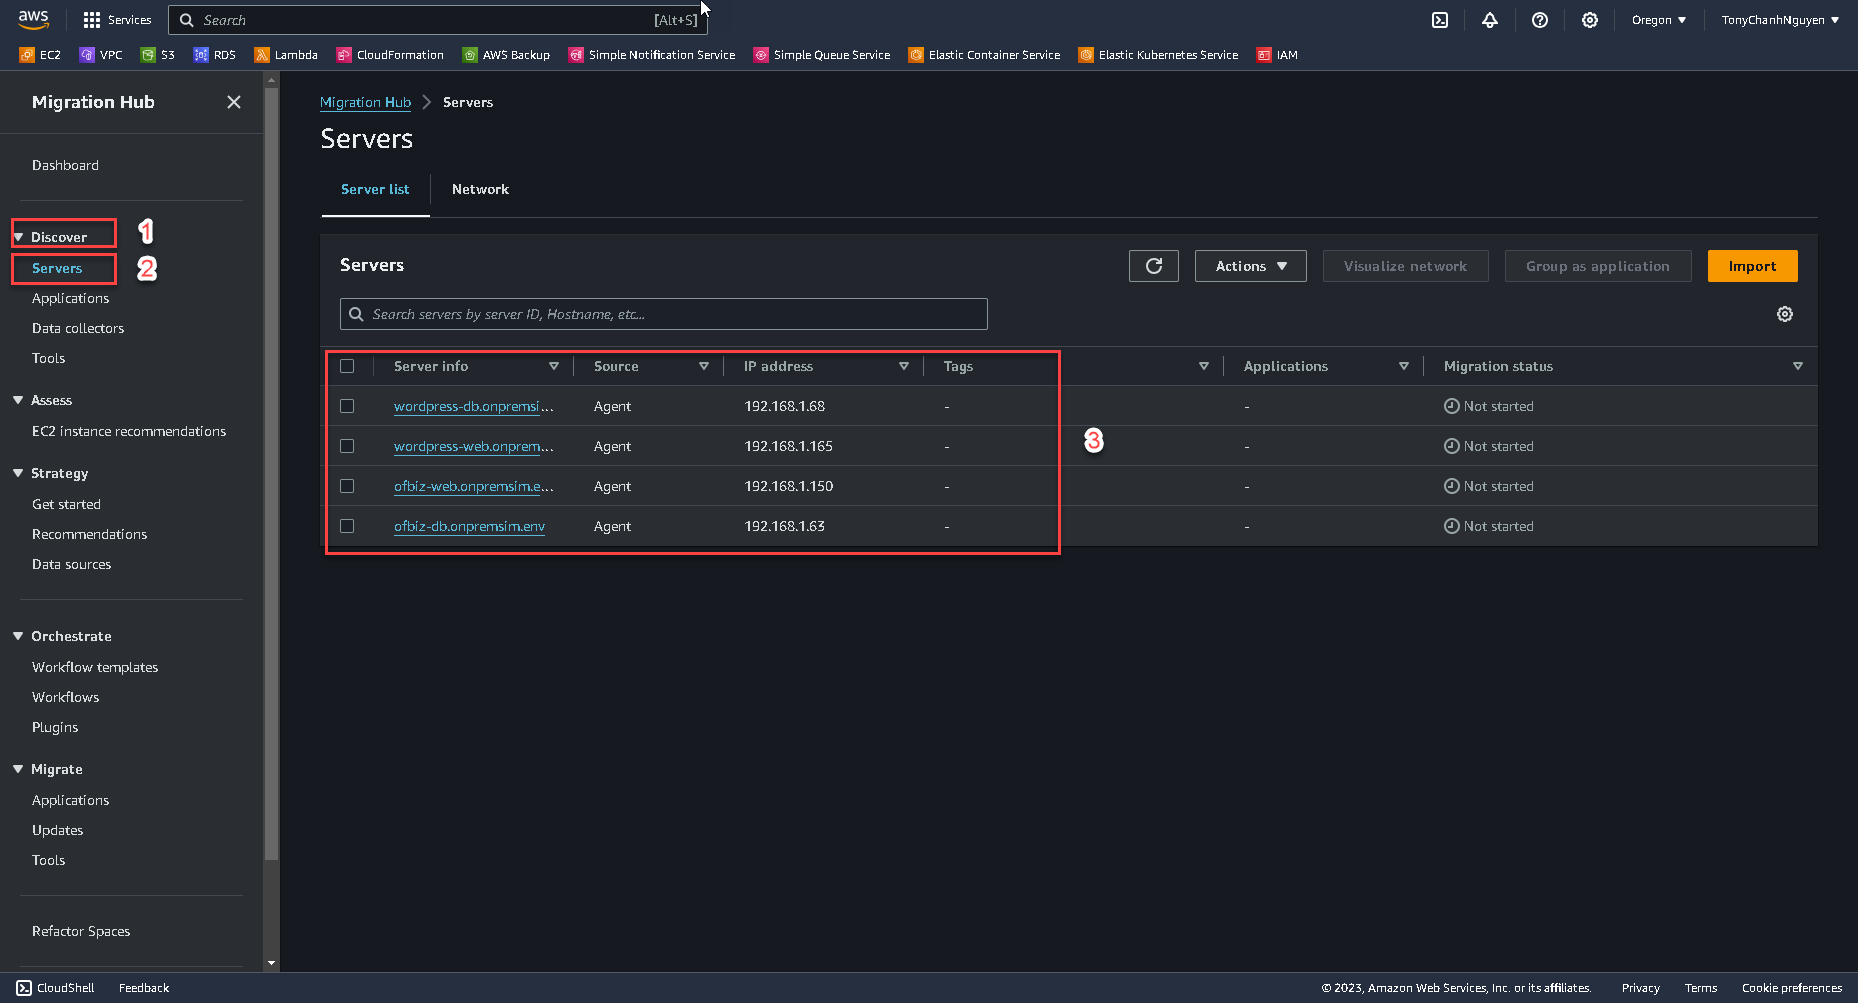 aws Services Search [Alt+S] Oregon TonyChanhNguyen
EC2 VPC S3 RDS Lambda CloudFormation AWS Backup Simple Notification Service Simple Queue Service Elastic Container Service Elastic Kubernetes Service IAM
Migration Hub
Dashboard
Discover 1
Servers 2
Applications
Data collectors
Tools
Assess
EC2 instance recommendations
Strategy
Get started
Recommendations
Data sources
Orchestrate
Workflow templates
Workflows
Plugins
Migrate
Applications
Updates
Tools
Refactor Spaces
Migration Hub Servers
Servers
Server list Network
Servers Actions Visualize network Group as application Import
Search servers by server ID, Hostname, etc...
Server info Source IP address Tags Applications Migration status
wordpress-db.onpremsi... Agent 192.168.1.68 - - Not started
wordpress-web.onprem... Agent 192.168.1.165 - - Not started
3
ofbiz-web.onpremsim.e... Agent 192.168.1.150 - - Not started
ofbiz-db.onpremsim.env Agent 192.168.1.63 - - Not started
CloudShell Feedback © 2023, Amazon Web Services, Inc. or its affiliates. Privacy Terms Cookie preferences